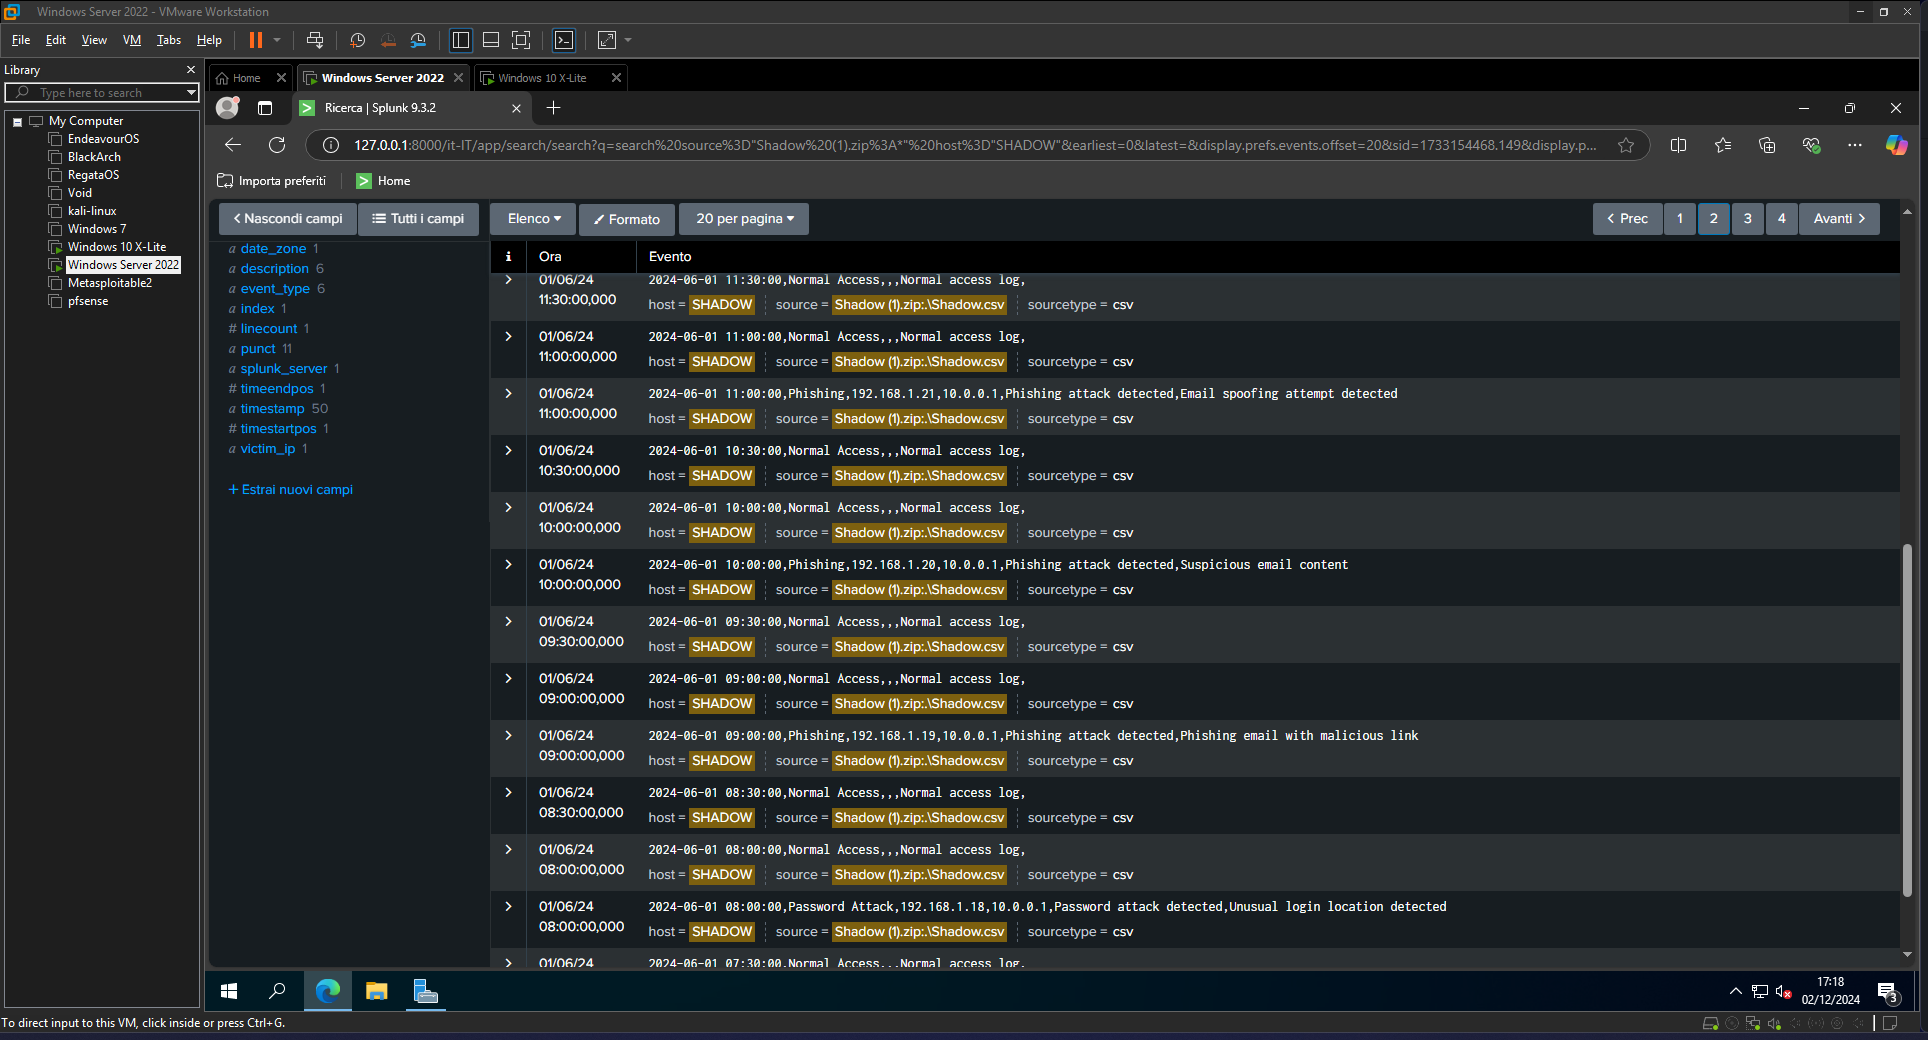 Windows Server 2022 - VMware Workstation
File Edit View VM Tabs Help
Library
Type here to search
My Computer
EndeavourOS
BlackArch
RegataOS
Void
kali-linux
Windows 7
Windows 10 X-Lite
Windows Server 2022
Metasploitable2
pfsense
Home Windows Server 2022 Windows 10 X-Lite
Ricerca | Splunk 9.3.2
127.0.0.1:8000/it-IT/app/search/search?q=search%20source%3D"Shadow%20(1).zip%3A*"%20host%3D"SHADOW"&earliest=0&latest=&display.prefs.events.offset=20&sid=1733154468.149&display.p...
Importa preferiti Home
Nascondi campi Tutti i campi Elenco Formato 20 per pagina Prec 1 2 3 4 Avanti
a date_zone 1
a description 6
a event_type 6
a index 1
# linecount 1
a punct 11
a splunk_server 1
# timeendpos 1
a timestamp 50
# timestartpos 1
a victim_ip 1
+ Estrai nuovi campi
i Ora Evento
01/06/24 2024-06-01 11:30:00,Normal Access,,,Normal access log,
11:30:00,000 host = SHADOW source = Shadow (1).zip:.\Shadow.csv sourcetype = csv
01/06/24 2024-06-01 11:00:00,Normal Access,,,Normal access log,
11:00:00,000 host = SHADOW source = Shadow (1).zip:.\Shadow.csv sourcetype = csv
01/06/24 2024-06-01 11:00:00,Phishing,192.168.1.21,10.0.0.1,Phishing attack detected,Email spoofing attempt detected
11:00:00,000 host = SHADOW source = Shadow (1).zip:.\Shadow.csv sourcetype = csv
01/06/24 2024-06-01 10:30:00,Normal Access,,,Normal access log,
10:30:00,000 host = SHADOW source = Shadow (1).zip:.\Shadow.csv sourcetype = csv
01/06/24 2024-06-01 10:00:00,Normal Access,,,Normal access log,
10:00:00,000 host = SHADOW source = Shadow (1).zip:.\Shadow.csv sourcetype = csv
01/06/24 2024-06-01 10:00:00,Phishing,192.168.1.20,10.0.0.1,Phishing attack detected,Suspicious email content
10:00:00,000 host = SHADOW source = Shadow (1).zip:.\Shadow.csv sourcetype = csv
01/06/24 2024-06-01 09:30:00,Normal Access,,,Normal access log,
09:30:00,000 host = SHADOW source = Shadow (1).zip:.\Shadow.csv sourcetype = csv
01/06/24 2024-06-01 09:00:00,Normal Access,,,Normal access log,
09:00:00,000 host = SHADOW source = Shadow (1).zip:.\Shadow.csv sourcetype = csv
01/06/24 2024-06-01 09:00:00,Phishing,192.168.1.19,10.0.0.1,Phishing attack detected,Phishing email with malicious link
09:00:00,000 host = SHADOW source = Shadow (1).zip:.\Shadow.csv sourcetype = csv
01/06/24 2024-06-01 08:30:00,Normal Access,,,Normal access log,
08:30:00,000 host = SHADOW source = Shadow (1).zip:.\Shadow.csv sourcetype = csv
01/06/24 2024-06-01 08:00:00,Normal Access,,,Normal access log,
08:00:00,000 host = SHADOW source = Shadow (1).zip:.\Shadow.csv sourcetype = csv
01/06/24 2024-06-01 08:00:00,Password Attack,192.168.1.18,10.0.0.1,Password attack detected,Unusual login location detected
08:00:00,000 host = SHADOW source = Shadow (1).zip:.\Shadow.csv sourcetype = csv
01/06/24 2024-06-01 07:30:00,Normal Access,,,Normal access log,
17:18
02/12/2024
3
To direct input to this VM, click inside or press Ctrl+G.